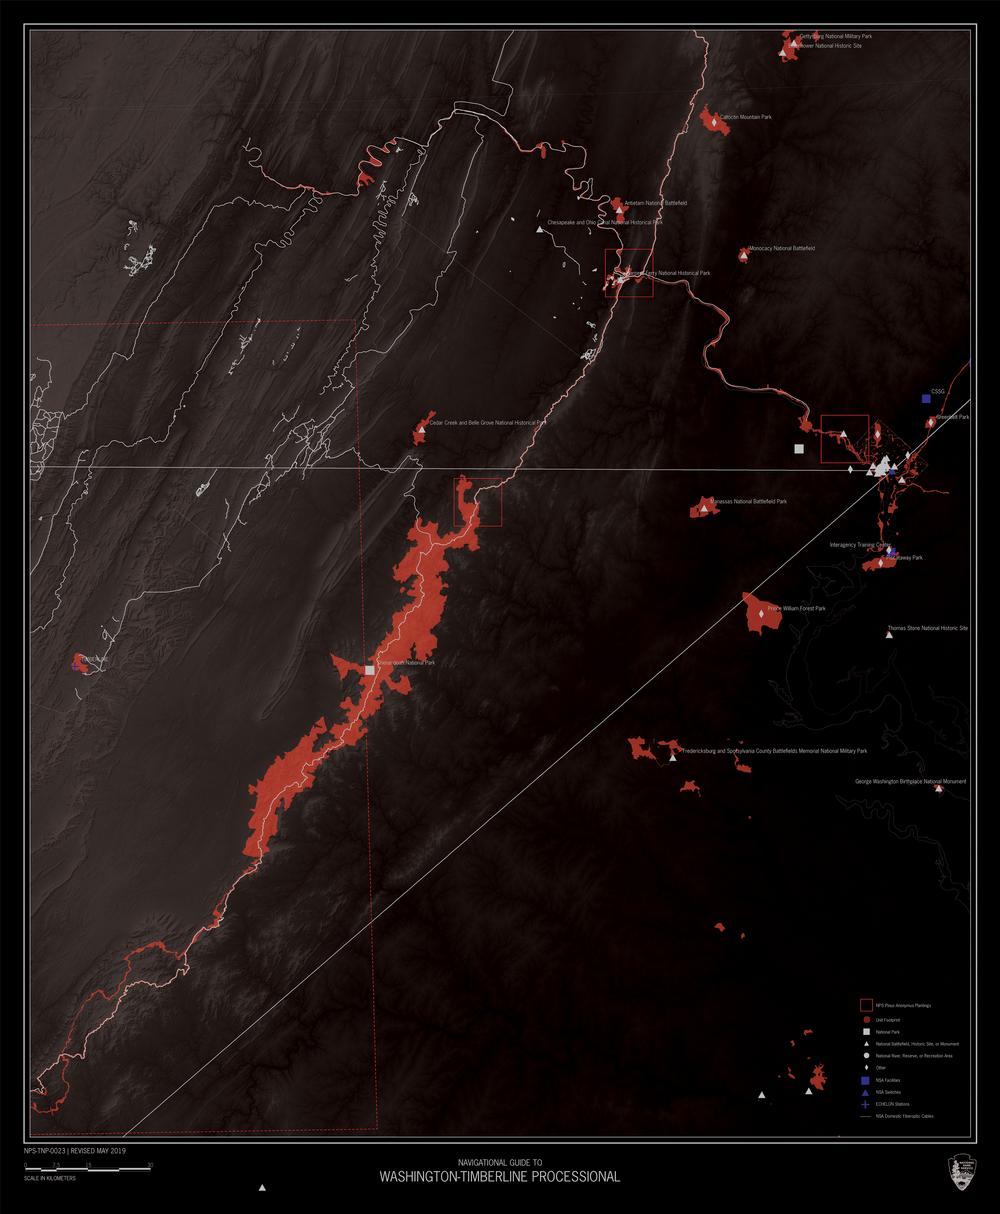 Gettysburg National Military Park
National Historic Site
Catoctin Mountain Park
Antietam National Battlefield
Chesapeake and Ohio Canal National Historical Park
Monocacy National Battlefield
Ferry National Historical Park
CSSG
Greenbelt Park
Cedar Creek and Belle Grove National Historical Park
Manassas National Battlefield Park
Interagency Training Center
Piscataway Park
Prince William Forest Park
Thomas Stone National Historic Site
TIMBERLINE
Shenandoah National Park
Fredericksburg and Spotsylvania County Battlefields Memorial National Military Park
George Washington Birthplace National Monument
NPS Pinus Anonymus Plantings
Unit Footprint
National Park
National Battlefield, Historic Site, or Monument
National River, Reserve, or Recreation Area
Other
NSA Facilities
NSA Switches
ECHELON Stations
NSA Domestic Fiberoptic Cables
NPS-TNP-0023 | REVISED MAY 2019
0 7.5 15 30
SCALE IN KILOMETERS
NAVIGATIONAL GUIDE TO
WASHINGTON-TIMBERLINE PROCESSIONAL
NATIONAL
PARK
SERVICE